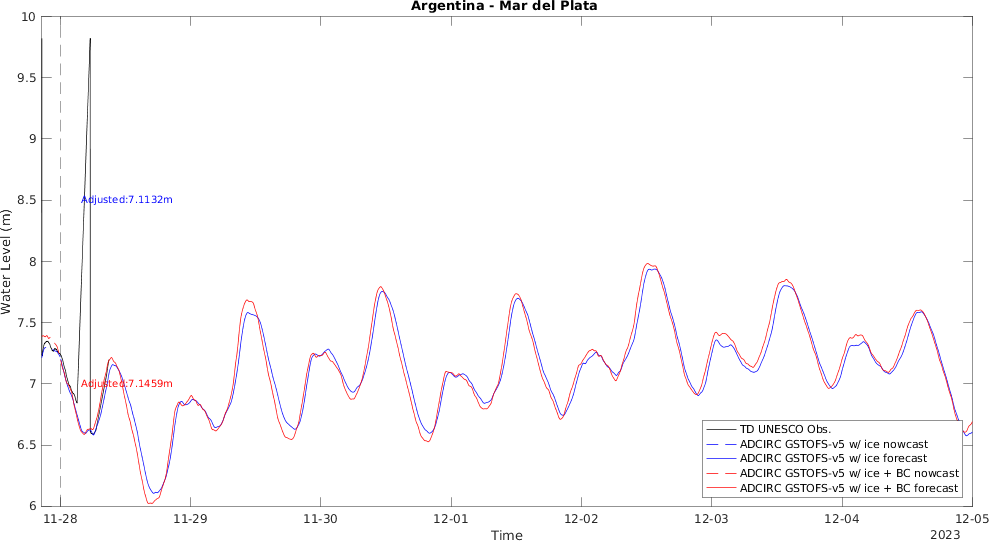 Argentina - Mar del Plata
10
9.5
9
8.5
8
7.5
7
6.5
6
Water Level (m)
Adjusted:7.1132m
Adjusted:7.1459m
TD UNESCO Obs.
ADCIRC GSTOFS-v5 w/ ice nowcast
ADCIRC GSTOFS-v5 w/ ice forecast
ADCIRC GSTOFS-v5 w/ ice + BC nowcast
ADCIRC GSTOFS-v5 w/ ice + BC forecast
11-28 11-29 11-30 12-01 12-02 12-03 12-04 12-05
Time
2023